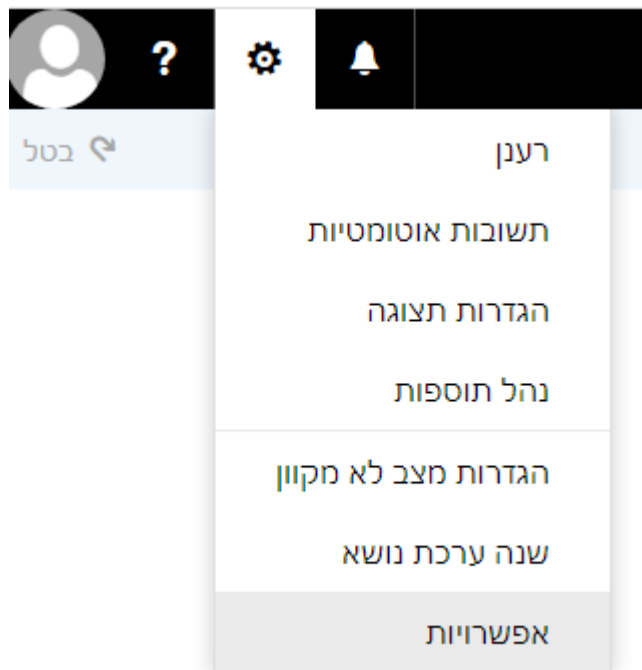 ?
בטל
רענן
תשובות אוטומטיות
הגדרות תצוגה
נהל תוספות
הגדרות מצב לא מקוון
שנה ערכת נושא
אפשרויות